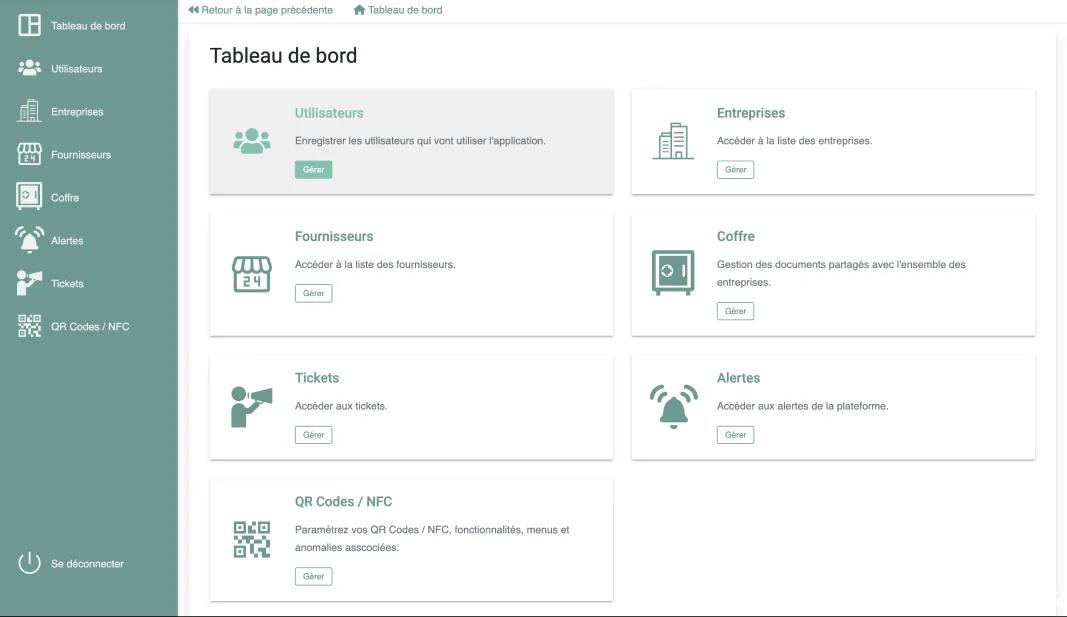 Tableau de bord
Utilisateurs
Entreprises
24
Fournisseurs
Coffre
Alertes
Tickets
QR Codes / NFC
Se déconnecter
Retour à la page précédente
Tableau de bord
Tableau de bord
Utilisateurs
Enregistrer les utilisateurs qui vont utiliser l'application.
Gérer
Entreprises
Accéder à la liste des entreprises.
Gérer
24
Fournisseurs
Accéder à la liste des fournisseurs.
Gérer
Coffre
Gestion des documents partagés avec l'ensemble des
entreprises.
Gérer
Tickets
Accéder aux tickets.
Gérer
Alertes
Accéder aux alertes de la plateforme.
Gérer
QR Codes / NFC
Paramétrez vos QR Codes / NFC, fonctionnalités, menus et
anomalies asscociées.
Gérer